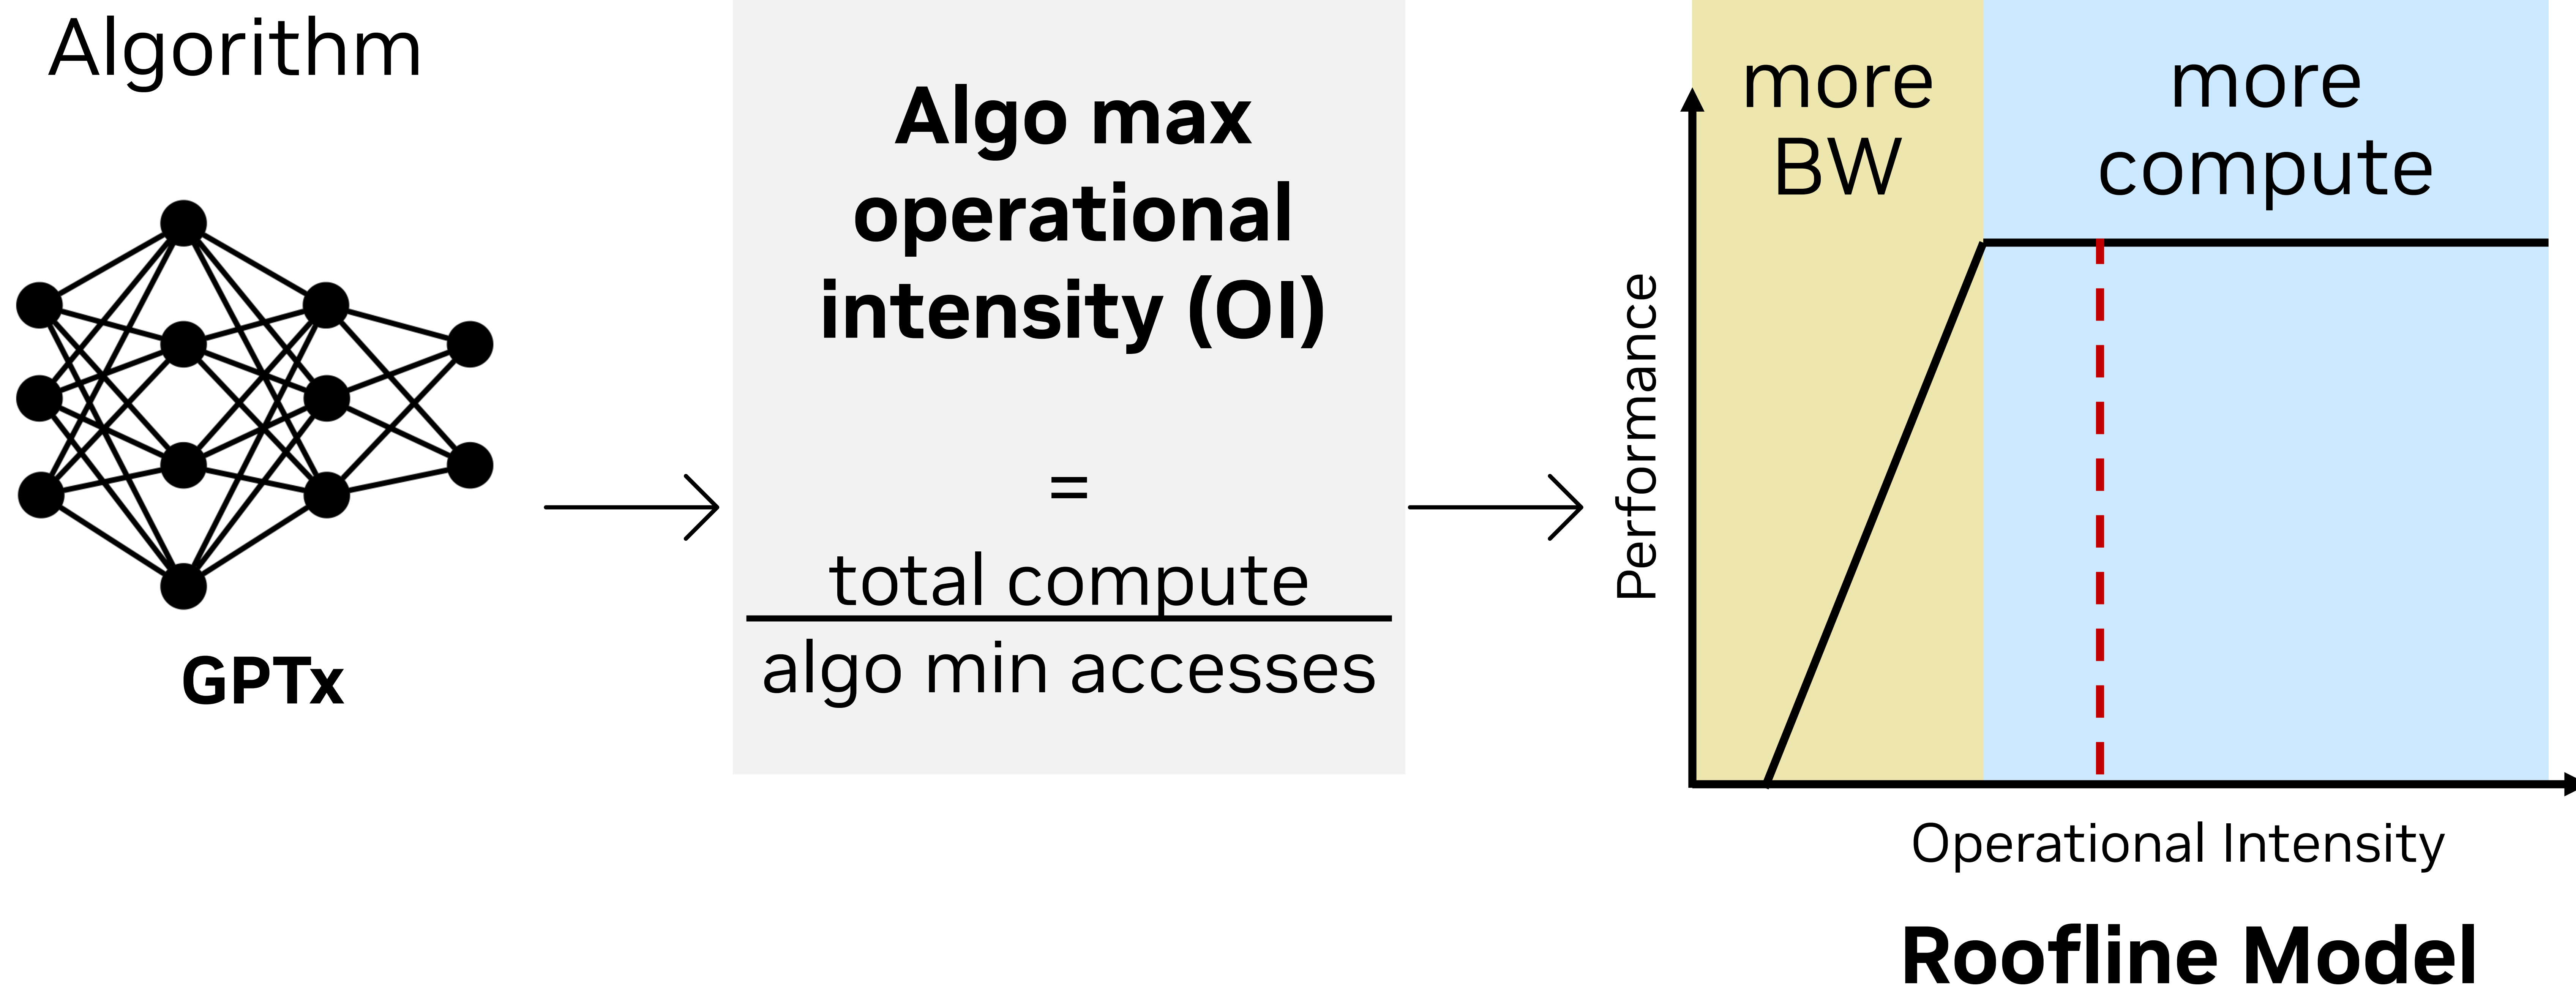 Algorithm
GPTx
Algo max
operational
intensity (OI)
=
total compute
algo min accesses
more
BW
more
compute
Performance
Operational Intensity
Roofline Model